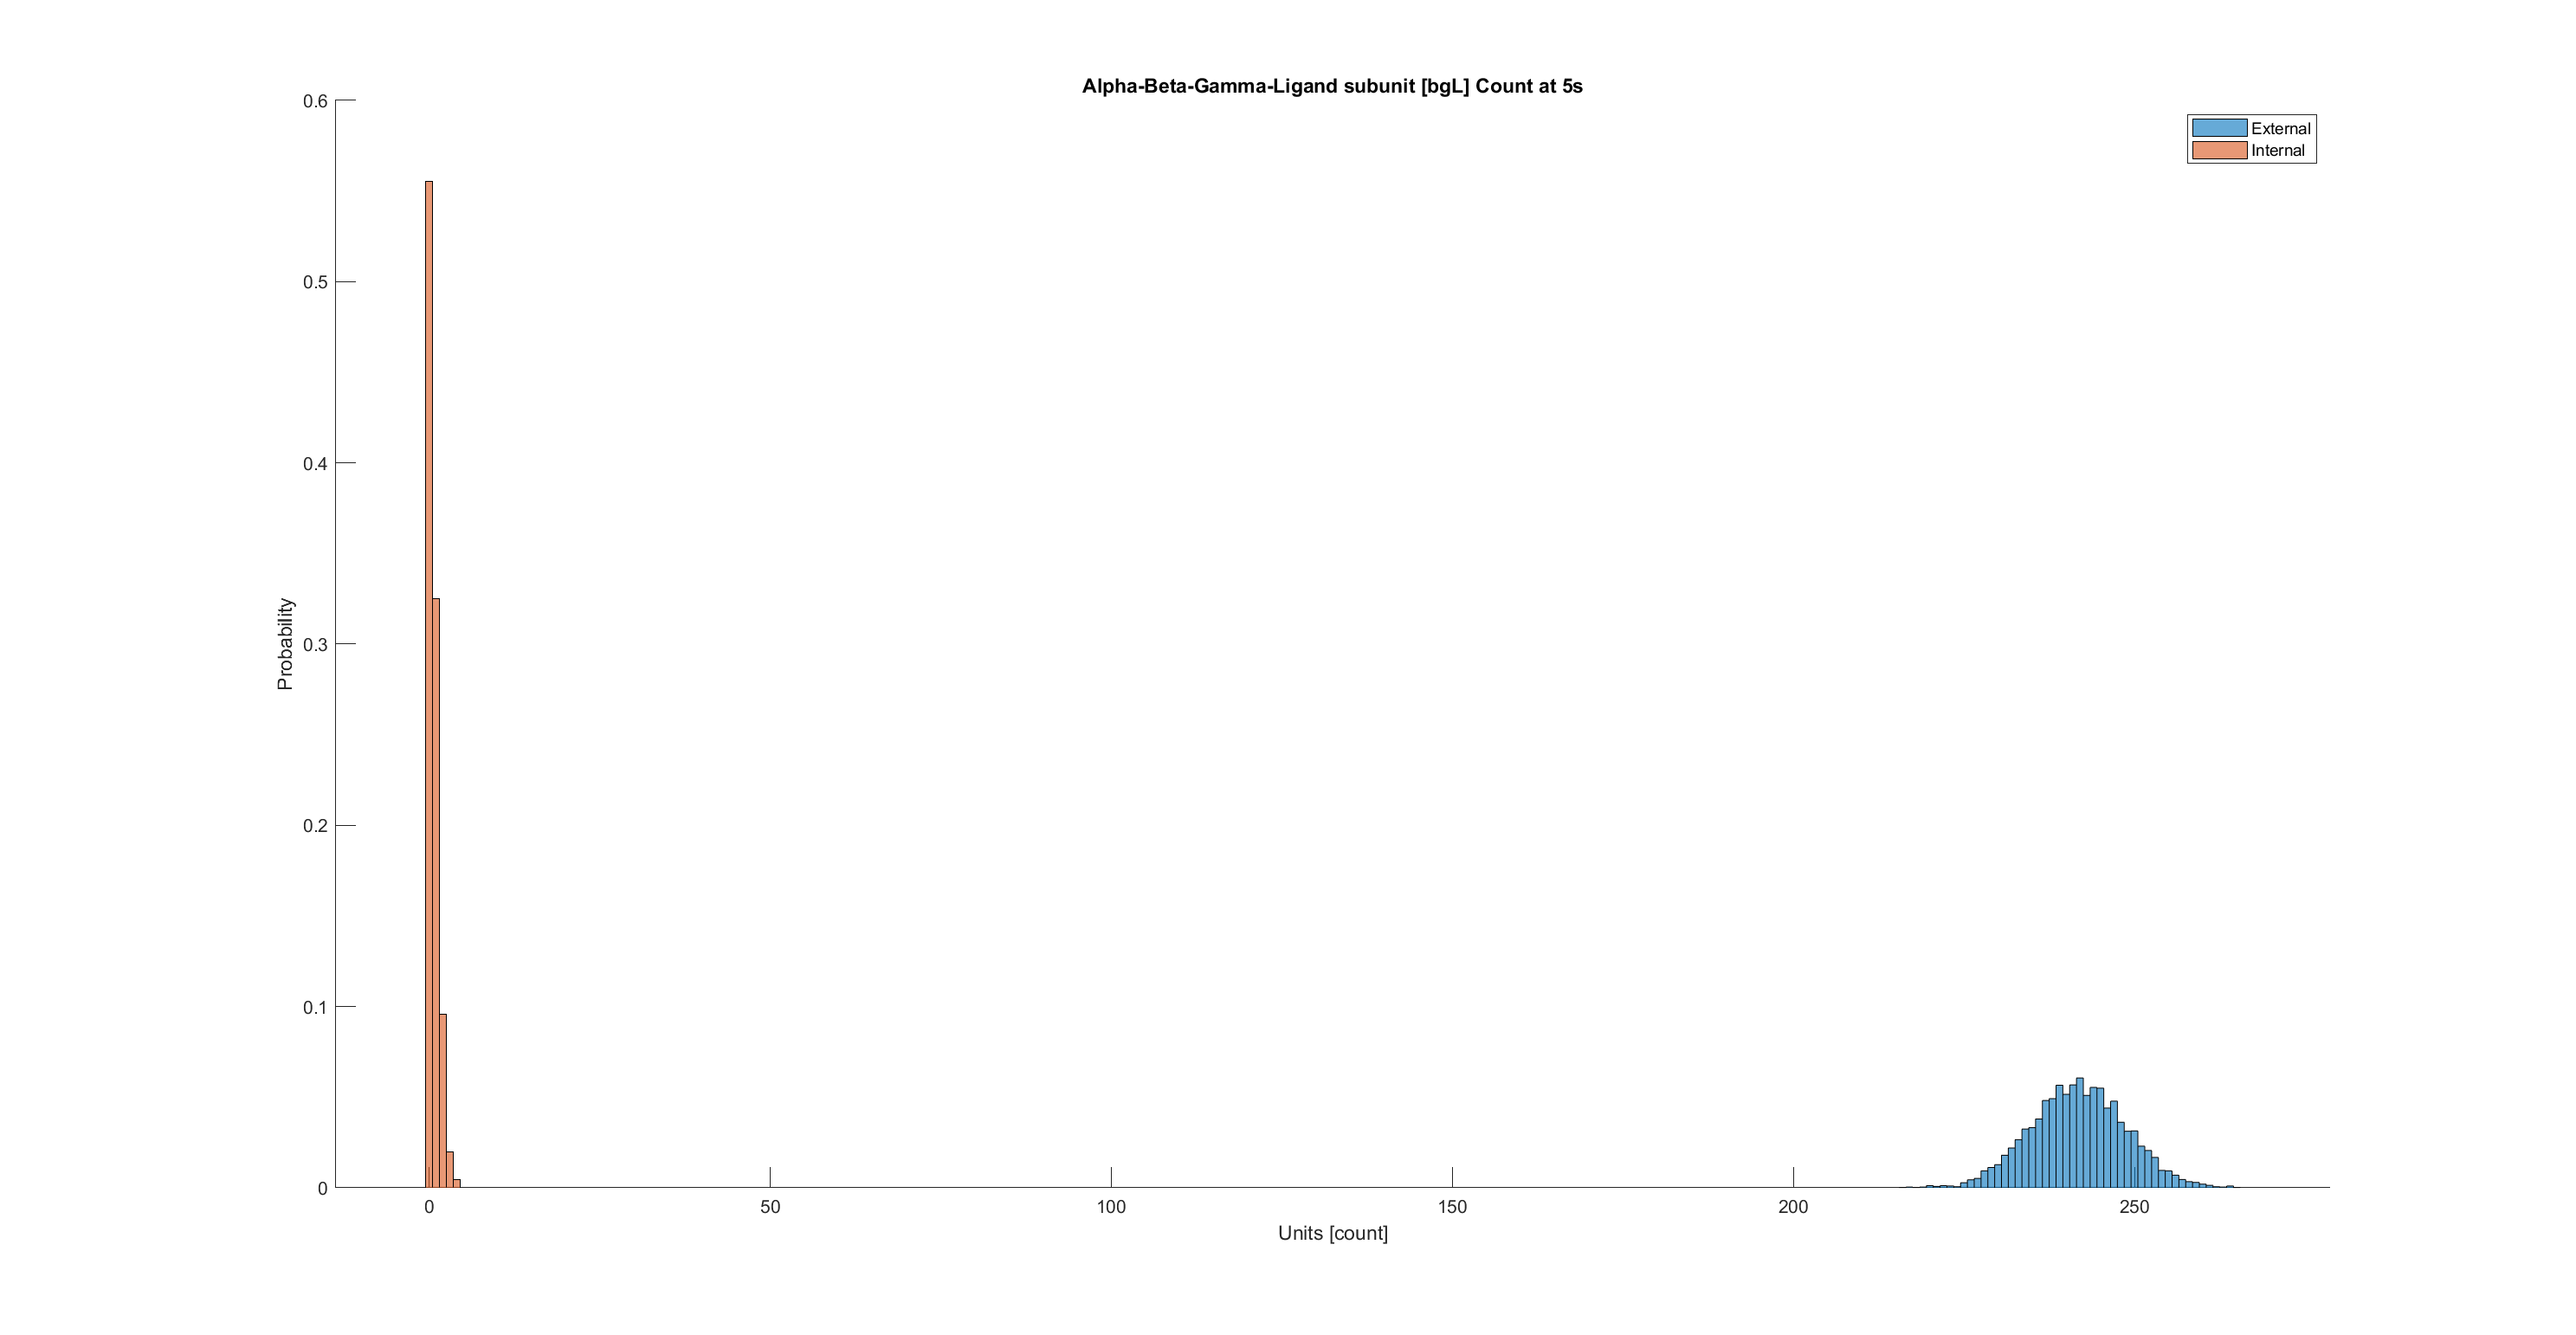 Alpha-Beta-Gamma-Ligand subunit [bgL] Count at 5s
External
Internal
0.6
0.5
0.4
0.3
0.2
0.1
0
Probability
0
50
100
150
200
250
Units [count]